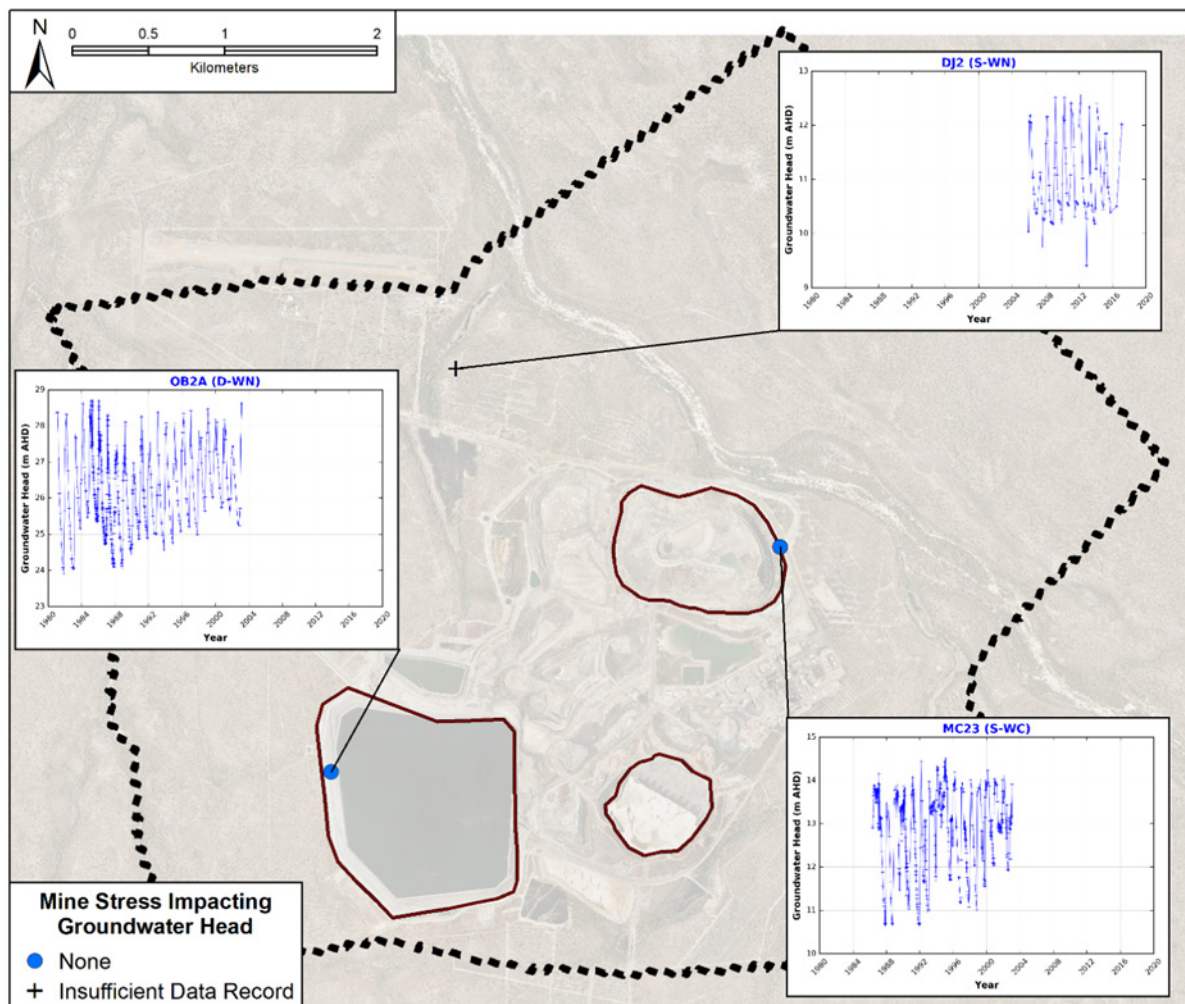 N
0 0.5 1 2
Kilometers
DJ2 (S-WN)
Groundwater Head (m AHD)
13
12
11
10
9
1980 1984 1988 1992 1996 2000 2004 2008 2012 2016 2020
Year
OB2A (D-WN)
Groundwater Head (m AHD)
29
28
27
26
25
24
23
1980 1984 1988 1992 1996 2000 2004 2008 2012 2016 2020
Year
MC23 (S-WC)
Groundwater Head (m AHD)
15
14
13
12
11
10
1980 1984 1988 1992 1996 2000 2004 2008 2012 2016 2020
Year
Mine Stress Impacting
Groundwater Head
None
Insufficient Data Record